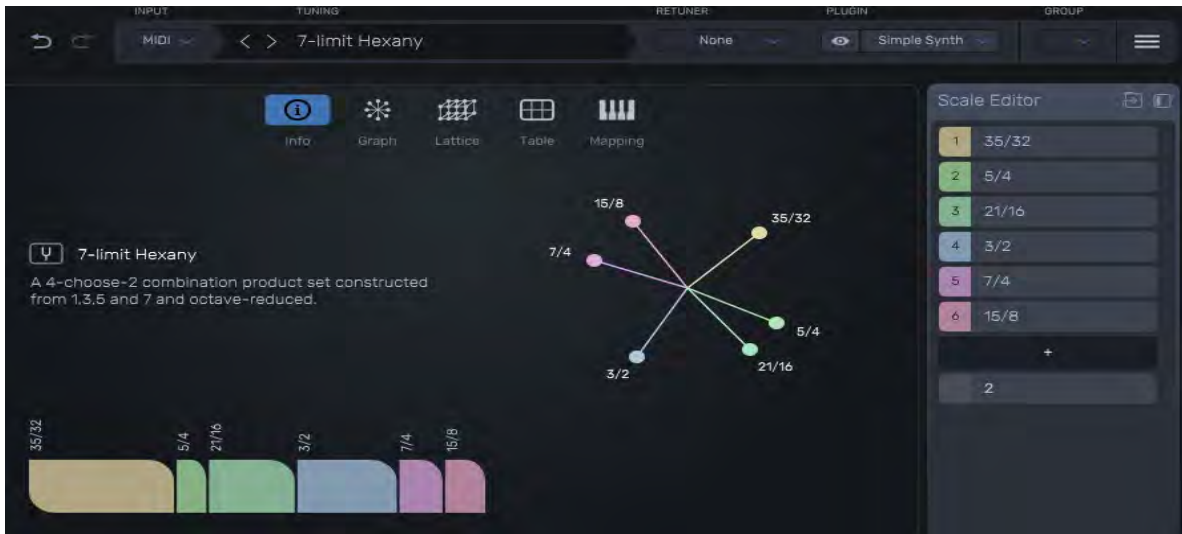 INPUT
TUNING
RETUNER
PLUGIN
GROUP
MIDI
7-limit Hexany
None
Simple Synth
Info
Graph
Lattice
Table
Mapping
7-limit Hexany
A 4-choose-2 combination product set constructed
from 1,3,5 and 7 and octave-reduced.
15/8
35/32
7/4
5/4
21/16
3/2
35/32
5/4
21/16
3/2
7/4
15/8
Scale Editor
1 35/32
2 5/4
3 21/16
4 3/2
5 7/4
6 15/8
+
2